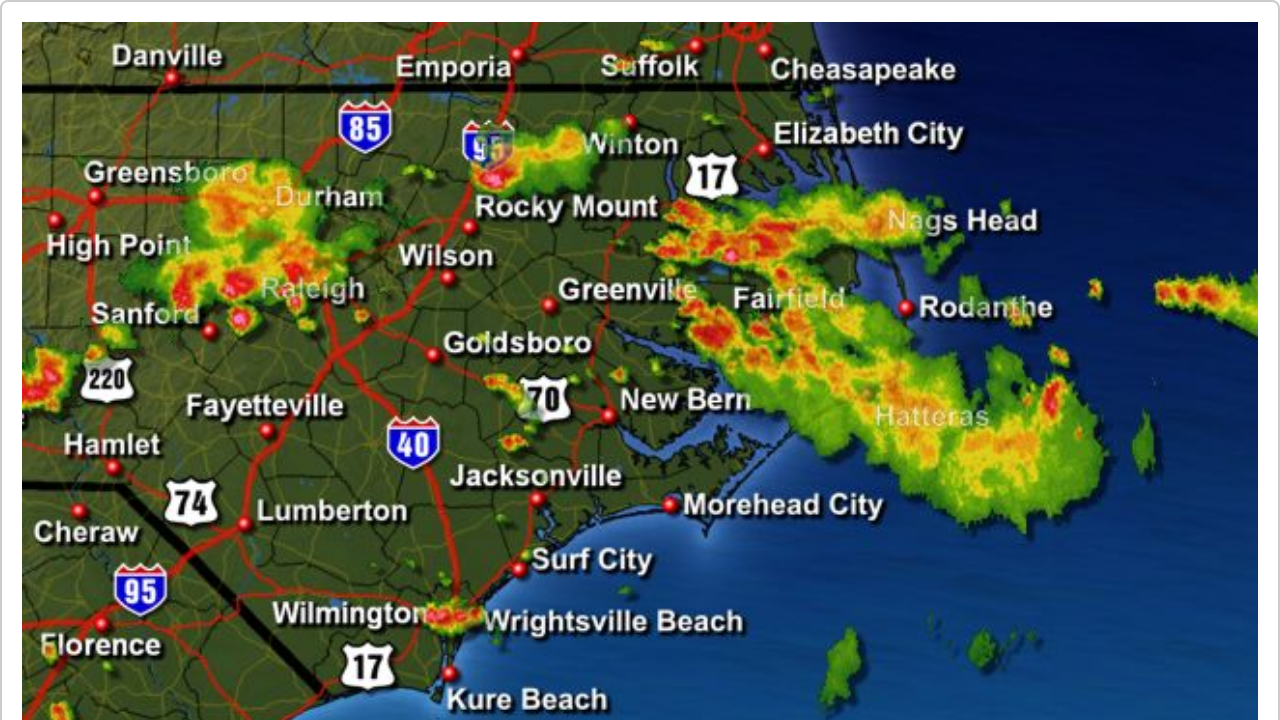 Danville
Emporia
Suffolk
Cheasapeake
85
95
Winton
Elizabeth City
17
Greensboro
Durham
Rocky Mount
Nags Head
High Point
Wilson
Raleigh
Greenville
Fairfield
Rodanthe
Sanford
Goldsboro
220
70
New Bern
Fayetteville
Hatteras
40
Hamlet
Jacksonville
74
Lumberton
Morehead City
Cheraw
Surf City
95
Wilmington
Wrightsville Beach
Florence
17
Kure Beach